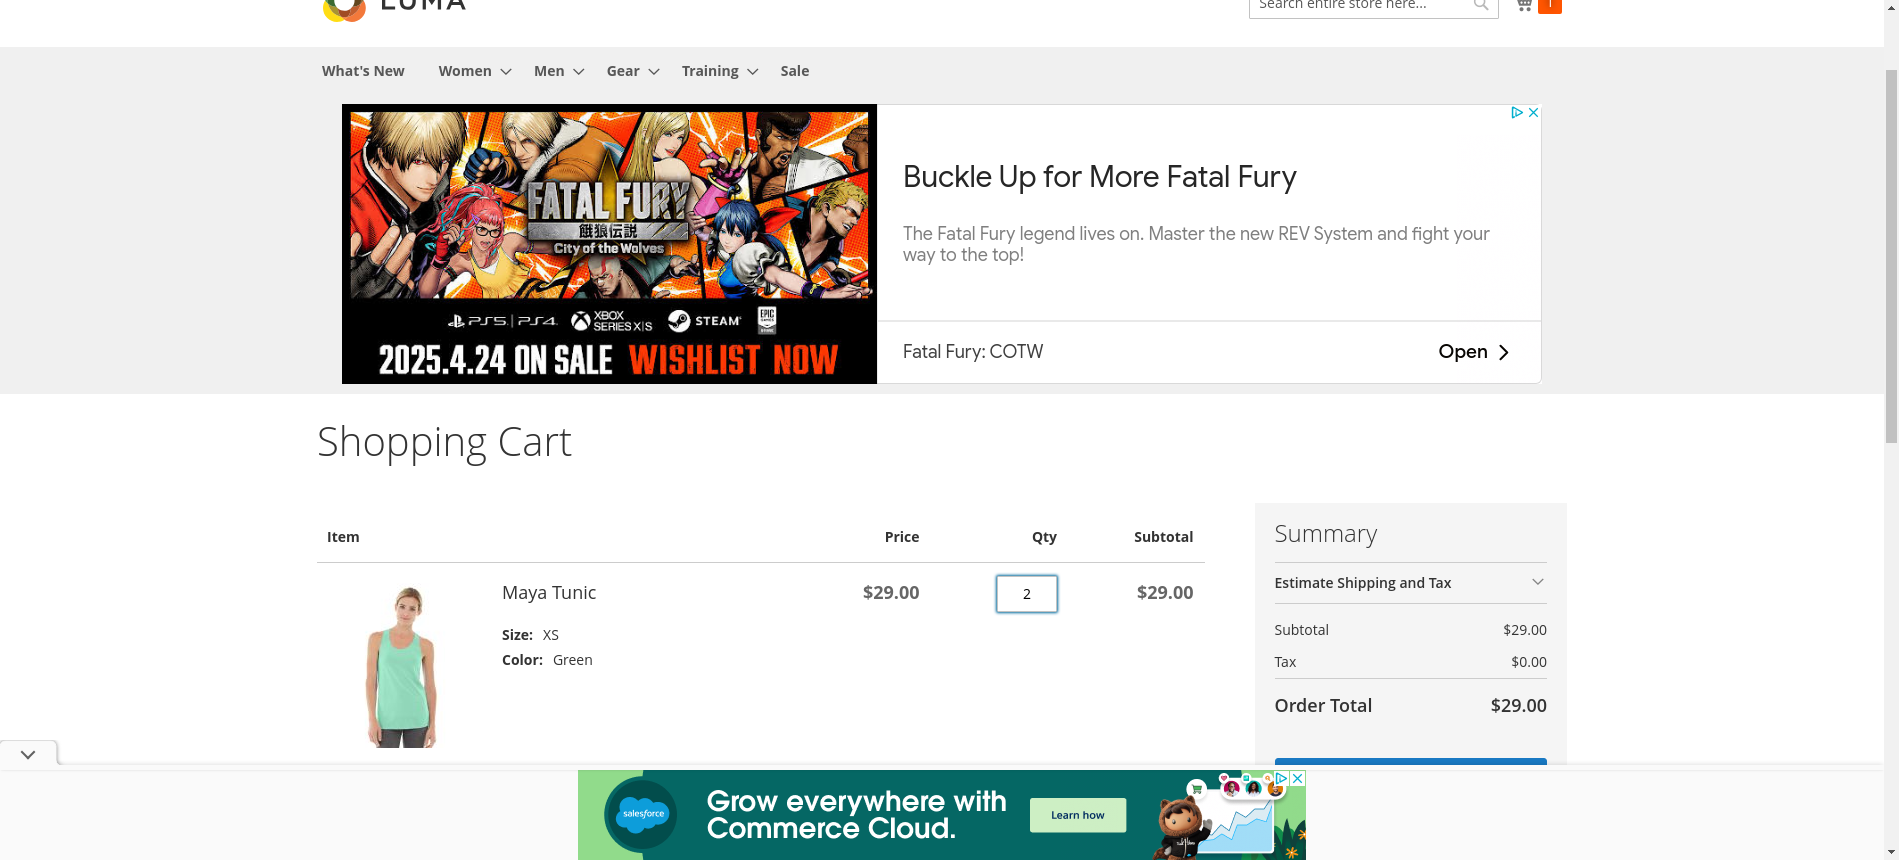 LUMA
Search entire store here...
1
What's New
Women
Men
Gear
Training
Sale
FATAL FURY
餓狼伝説
City of the Wolves
PS5 | PS4
XBOX
SERIES X|S
STEAM
EPIC
GAMES
STORE
2025.4.24 ON SALE WISHLIST NOW
Buckle Up for More Fatal Fury
The Fatal Fury legend lives on. Master the new REV System and fight your
way to the top!
Fatal Fury: COTW
Open
Shopping Cart
Item
Price
Qty
Subtotal
Maya Tunic
$29.00
2
$29.00
Size: XS
Color: Green
Summary
Estimate Shipping and Tax
Subtotal
$29.00
Tax
$0.00
Order Total
$29.00
salesforce
Grow everywhere with
Commerce Cloud.
Learn how